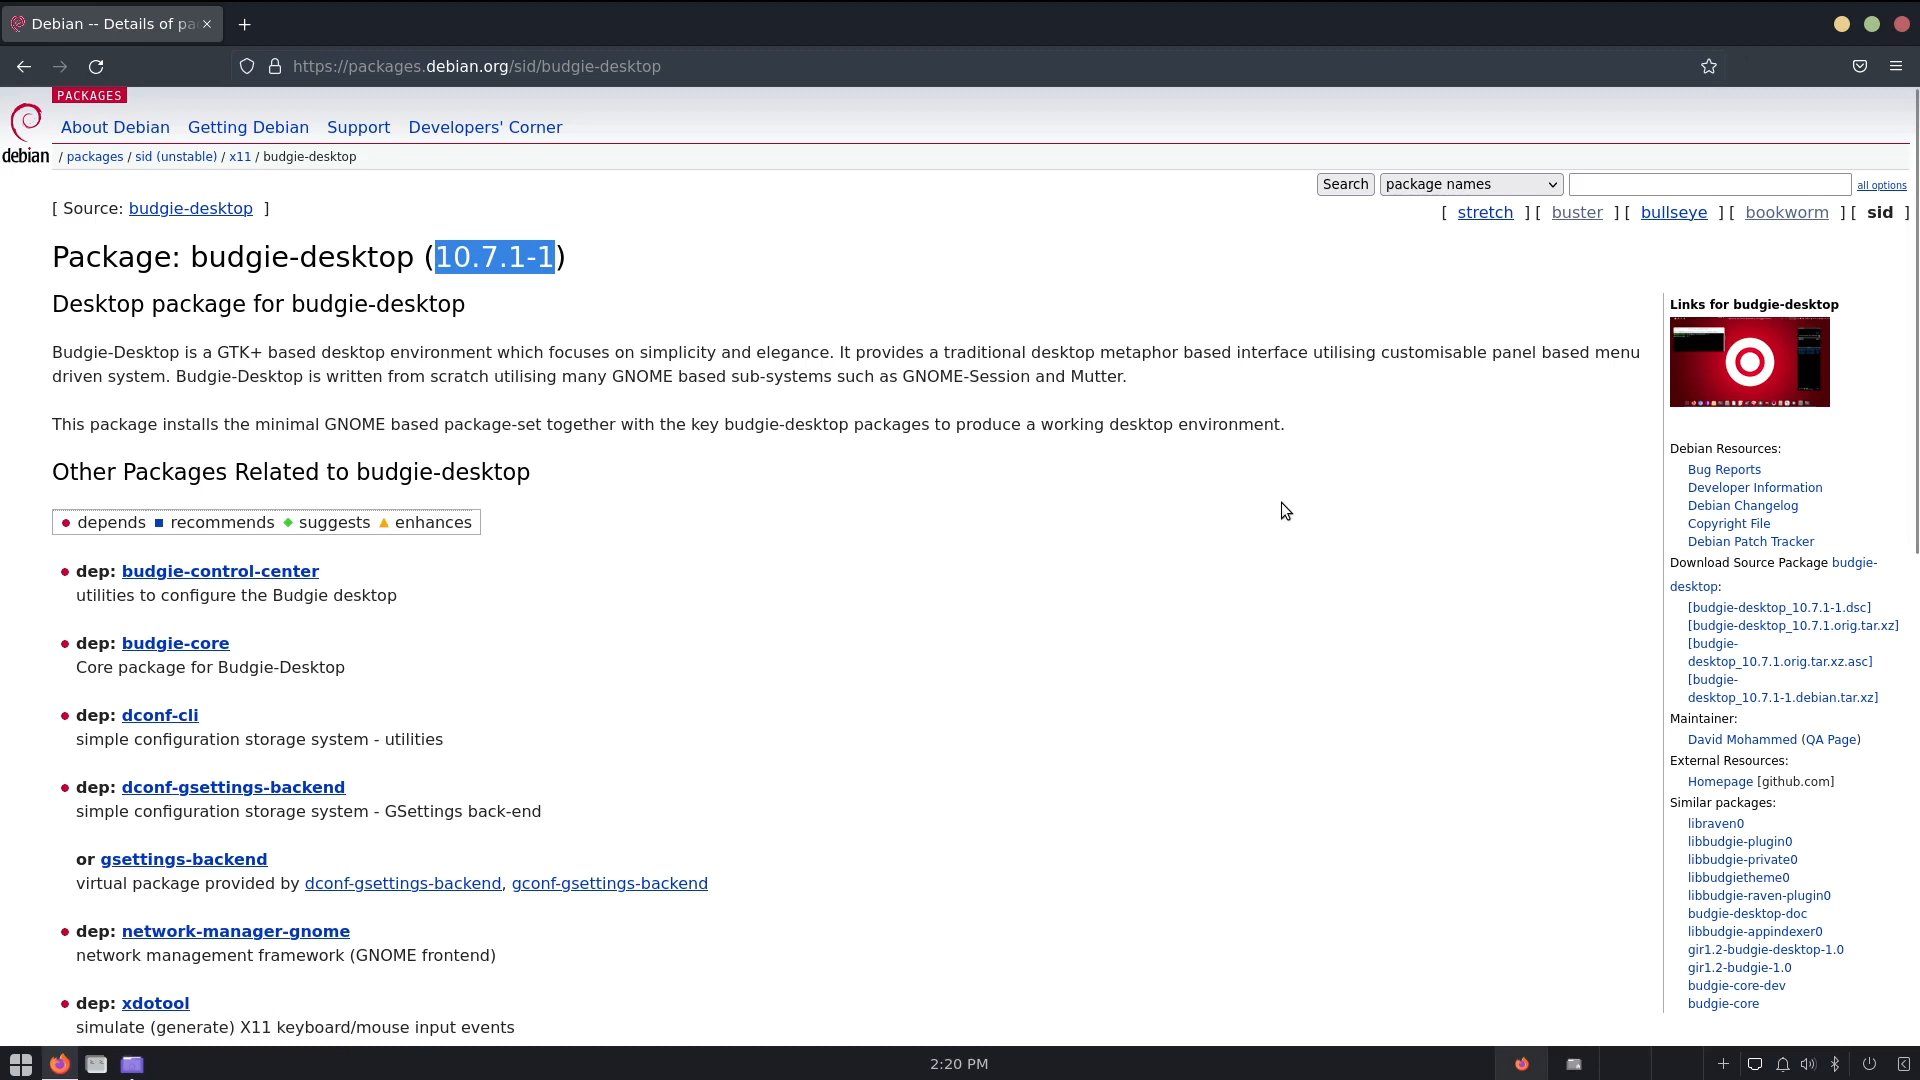 Debian -- Details of pa
https://packages.debian.org/sid/budgie-desktop
PACKAGES
About Debian Getting Debian Support Developers' Corner
debian
/ packages / sid (unstable) / x11 / budgie-desktop
Search package names all options
[ Source: budgie-desktop ]
[ stretch ] [ buster ] [ bullseye ] [ bookworm ] [ sid ]
Package: budgie-desktop (10.7.1-1)
Desktop package for budgie-desktop
Budgie-Desktop is a GTK+ based desktop environment which focuses on simplicity and elegance. It provides a traditional desktop metaphor based interface utilising customisable panel based menu
driven system. Budgie-Desktop is written from scratch utilising many GNOME based sub-systems such as GNOME-Session and Mutter.
This package installs the minimal GNOME based package-set together with the key budgie-desktop packages to produce a working desktop environment.
Other Packages Related to budgie-desktop
depends recommends suggests enhances
dep: budgie-control-center
utilities to configure the Budgie desktop
dep: budgie-core
Core package for Budgie-Desktop
dep: dconf-cli
simple configuration storage system - utilities
dep: dconf-gsettings-backend
simple configuration storage system - GSettings back-end
or gsettings-backend
virtual package provided by dconf-gsettings-backend, gconf-gsettings-backend
dep: network-manager-gnome
network management framework (GNOME frontend)
dep: xdotool
simulate (generate) X11 keyboard/mouse input events
Links for budgie-desktop
Debian Resources:
Bug Reports
Developer Information
Debian Changelog
Copyright File
Debian Patch Tracker
Download Source Package budgie-
desktop:
[budgie-desktop_10.7.1-1.dsc]
[budgie-desktop_10.7.1.orig.tar.xz]
[budgie-
desktop_10.7.1.orig.tar.xz.asc]
[budgie-
desktop_10.7.1-1.debian.tar.xz]
Maintainer:
David Mohammed (QA Page)
External Resources:
Homepage [github.com]
Similar packages:
libraven0
libbudgie-plugin0
libbudgie-private0
libbudgietheme0
libbudgie-raven-plugin0
budgie-desktop-doc
libbudgie-appindexer0
gir1.2-budgie-desktop-1.0
gir1.2-budgie-1.0
budgie-core-dev
budgie-core
2:20 PM